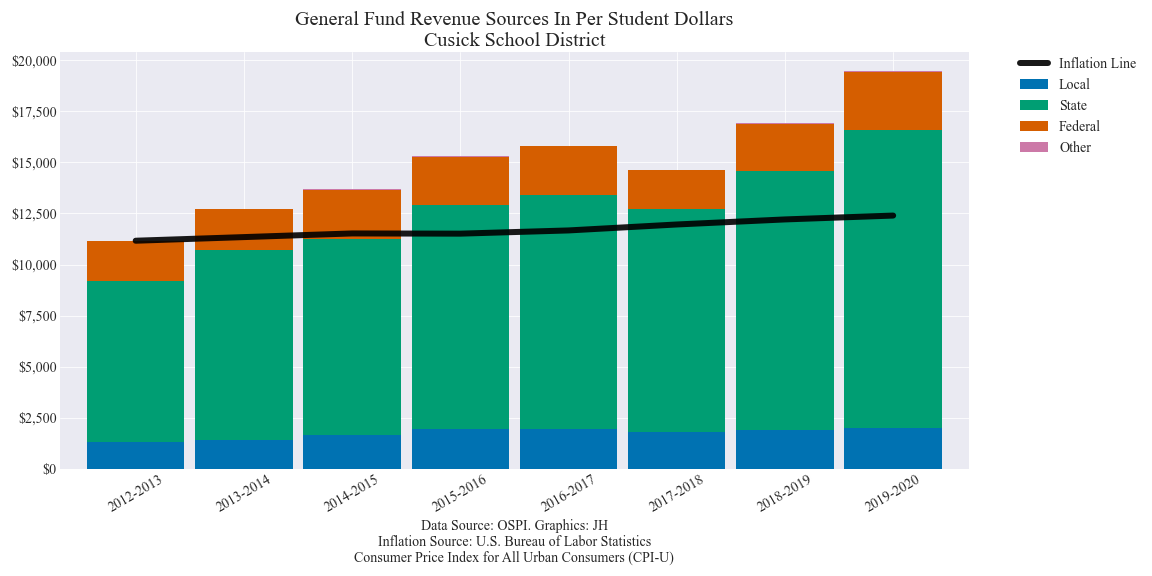 General Fund Revenue Sources In Per Student Dollars
Cusick School District
$20,000
$17,500
$15,000
$12,500
$10,000
$7,500
$5,000
$2,500
$0
2012-2013
2013-2014
2014-2015
2015-2016
2016-2017
2017-2018
2018-2019
2019-2020
Inflation Line
Local
State
Federal
Other
Data Source: OSPI. Graphics: JH
Inflation Source: U.S. Bureau of Labor Statistics
Consumer Price Index for All Urban Consumers (CPI-U)